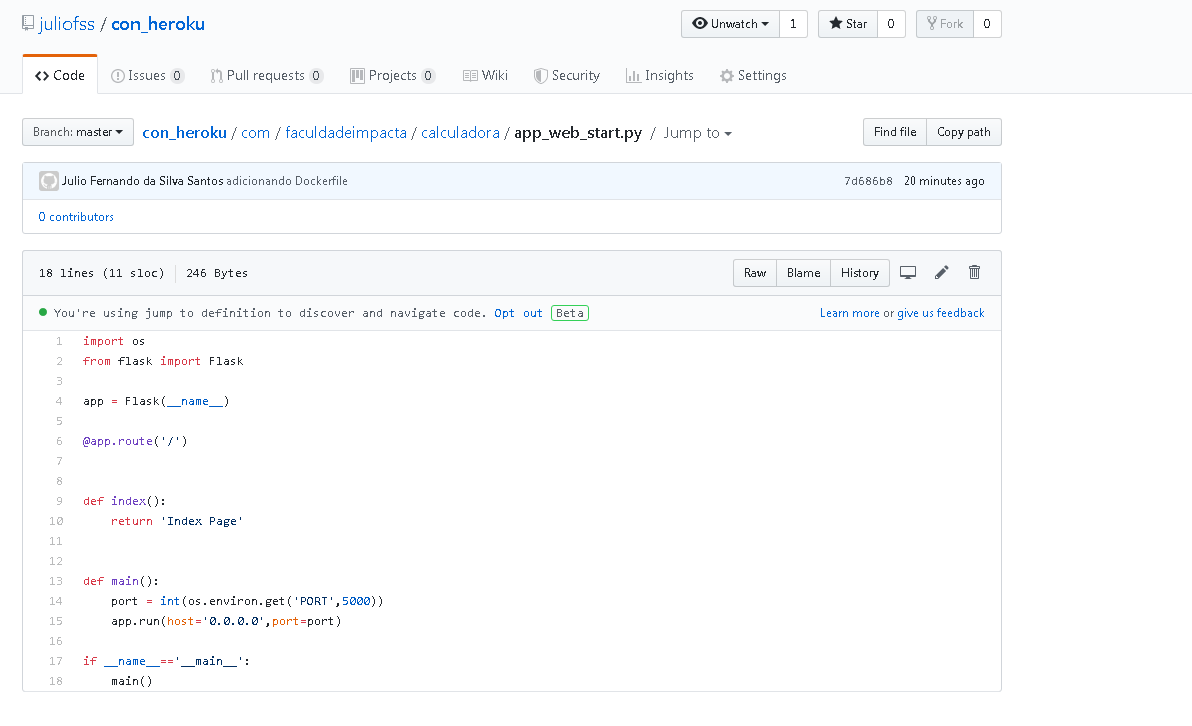 juliofss / con_heroku
Unwatch 1 Star 0 Fork 0
Code Issues 0 Pull requests 0 Projects 0 Wiki Security Insights Settings
Branch: master con_heroku / com / faculdadeimpacta / calculadora / app_web_start.py / Jump to Find file Copy path
Julio Fernando da Silva Santos adicionando Dockerfile 7d686b8 20 minutes ago
0 contributors
18 lines (11 sloc) 246 Bytes Raw Blame History
You're using jump to definition to discover and navigate code. Opt out Beta Learn more or give us feedback
1 import os
2 from flask import Flask
3
4 app = Flask(__name__)
5
6 @app.route('/')
7
8
9 def index():
10     return 'Index Page'
11
12
13 def main():
14     port = int(os.environ.get('PORT',5000))
15     app.run(host='0.0.0.0',port=port)
16
17 if __name__=='__main__':
18     main()